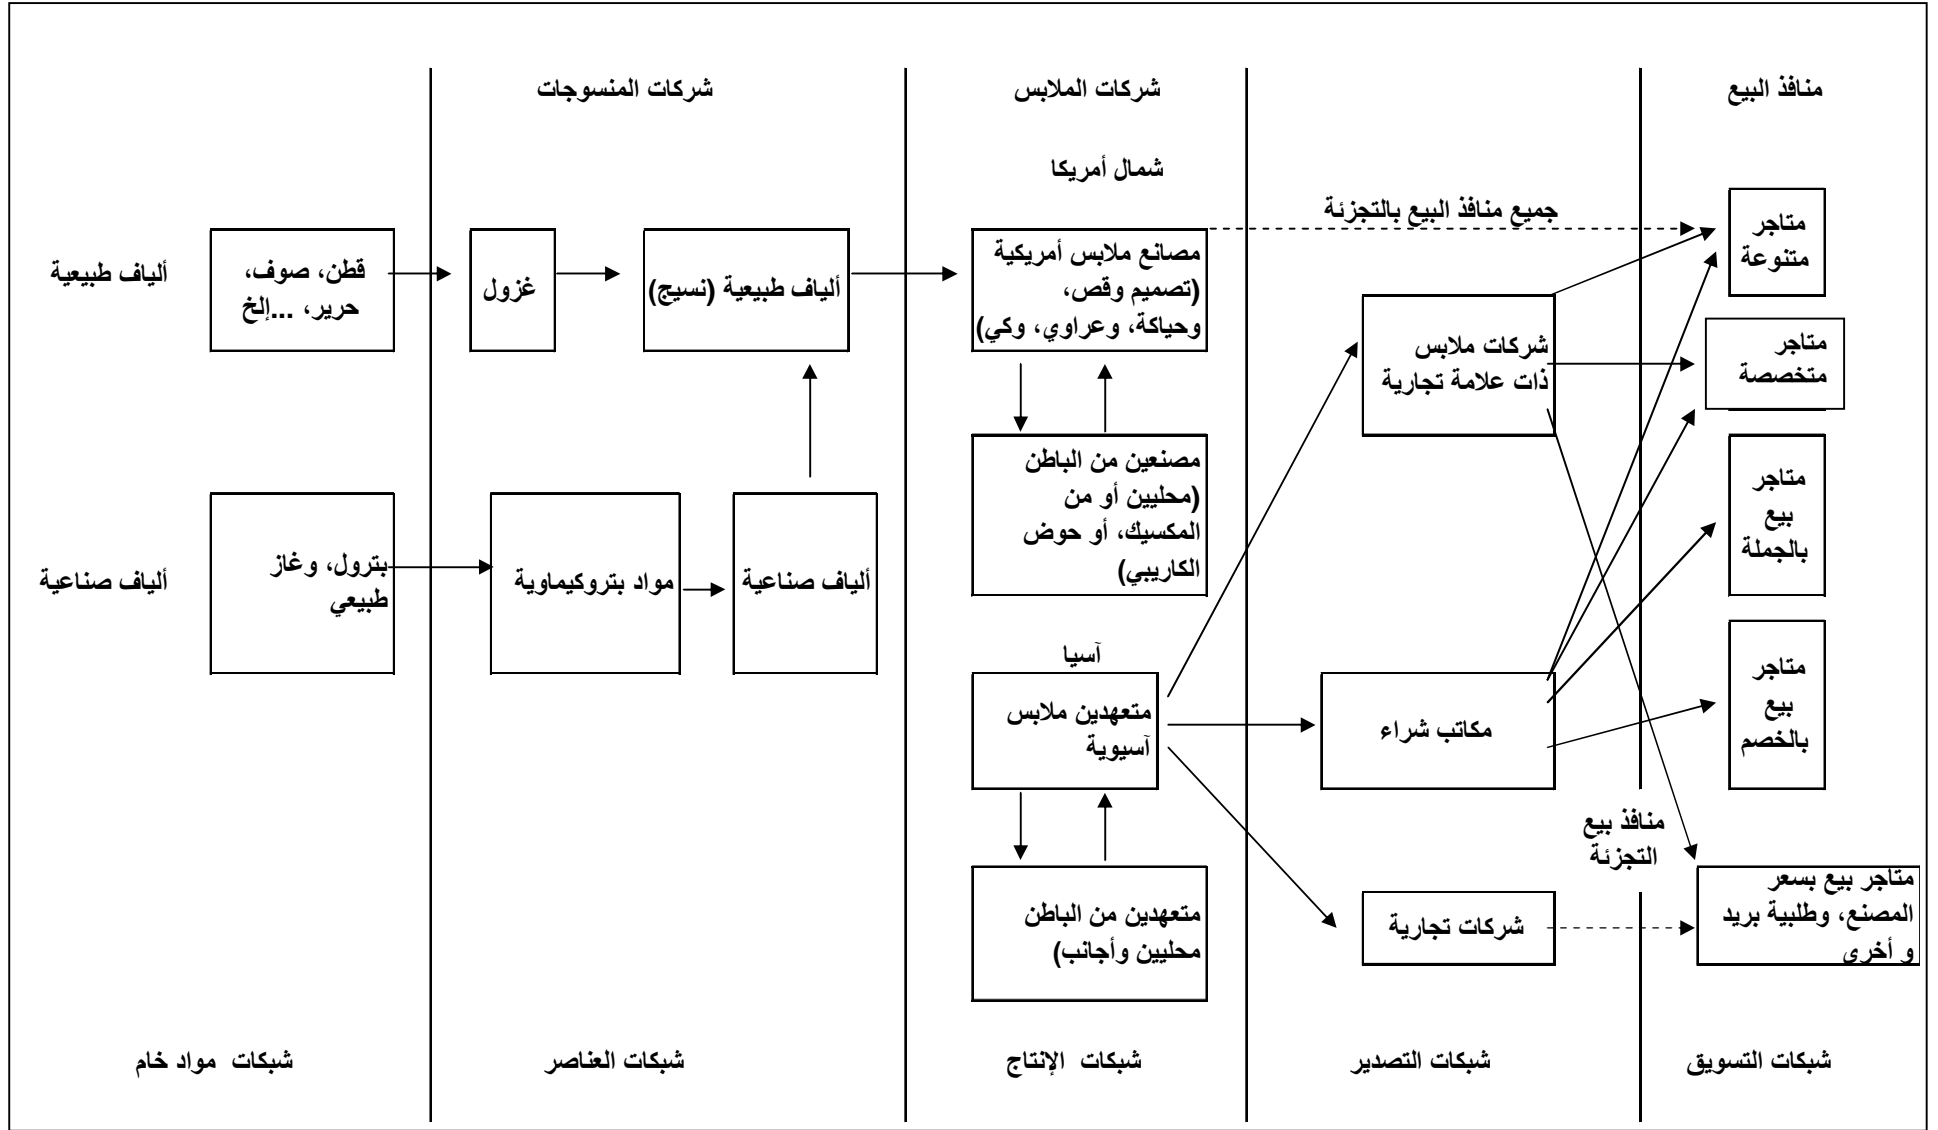 منافذ البيع
شركات الملابس
شركات المنسوجات
شمال أمريكا
جميع منافذ البيع بالتجزئة
ألياف طبيعية
قطن، صوف،
حرير، ...إلخ
غزول
ألياف طبيعية (نسيج)
مصانع ملابس أمريكية
(تصميم وقص،
وحياكة، وعراوي، وكي)
شركات ملابس
ذات علامة تجارية
متاجر
متنوعة
متاجر
متخصصة
مصنعين من الباطن
(محليين أو من
المكسيك، أو حوض
الكاريبي)
متاجر
بيع
بالجملة
ألياف صناعية
بترول، وغاز
طبيعي
مواد بتروكيماوية
ألياف صناعية
آسيا
متعهدين ملابس
آسيوية
مكاتب شراء
متاجر
بيع
بالخصم
منافذ بيع
التجزئة
متعهدين من الباطن
محليين وأجانب)
شركات تجارية
متاجر بيع بسعر
المصنع، وطلبية بريد
و أخرى
شبكات مواد خام
شبكات العناصر
شبكات الإنتاج
شبكات التصدير
شبكات التسويق